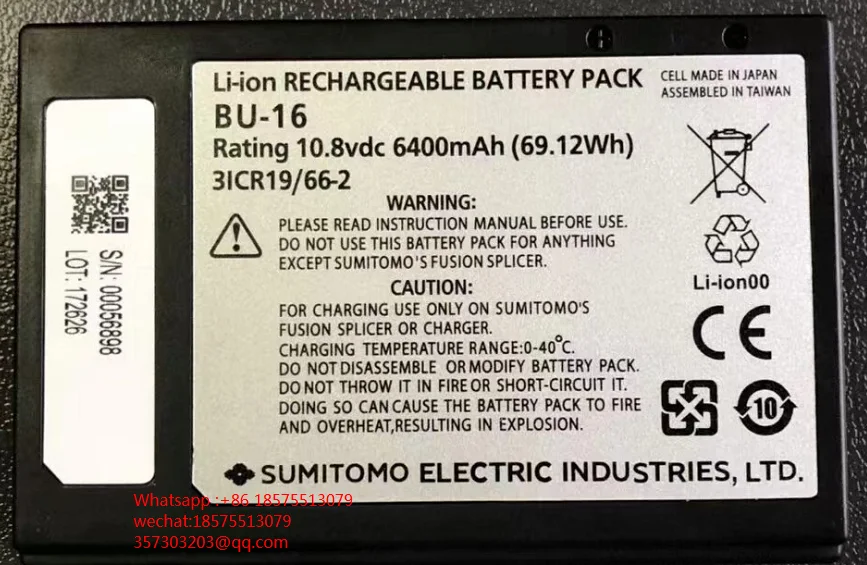 Li-ion RECHARGEABLE BATTERY PACK
BU-16
Rating 10.8vdc 6400mAh (69.12Wh)
3ICR19/66-2
CELL MADE IN JAPAN
ASSEMBLED IN TAIWAN
WARNING:
PLEASE READ INSTRUCTION MANUAL BEFORE USE.
DO NOT USE THIS BATTERY PACK FOR ANYTHING
EXCEPT SUMITOMO'S FUSION SPLICER.
CAUTION:
FOR CHARGING USE ONLY ON SUMITOMO'S
FUSION SPLICER OR CHARGER.
CHARGING TEMPERATURE RANGE:0-40°C.
DO NOT DISASSEMBLE OR MODIFY BATTERY PACK.
DO NOT THROW IT IN FIRE OR SHORT-CIRCUIT IT.
DOING SO CAN CAUSE THE BATTERY PACK TO FIRE
AND OVERHEAT,RESULTING IN EXPLOSION.
Li-ion00
CE
10
SUMITOMO ELECTRIC INDUSTRIES, LTD.
S/N: 00056898
LOT: 172626
Whatsapp :+86 18575513079
wechat:18575513079
357303203@qq.com